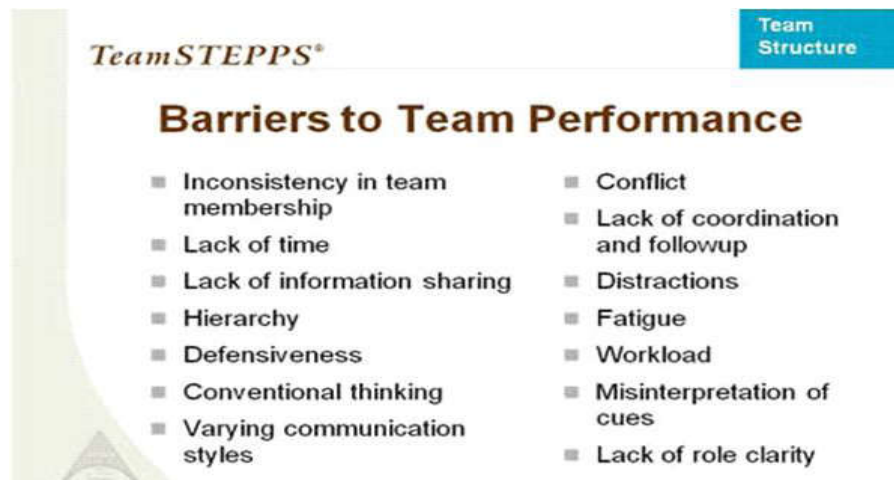 TeamSTEPPS®
Team
Structure
Barriers to Team Performance
Inconsistency in team
membership
Lack of time
Lack of information sharing
Hierarchy
Defensiveness
Conventional thinking
Varying communication
styles
Conflict
Lack of coordination
and followup
Distractions
Fatigue
Workload
Misinterpretation of
cues
Lack of role clarity